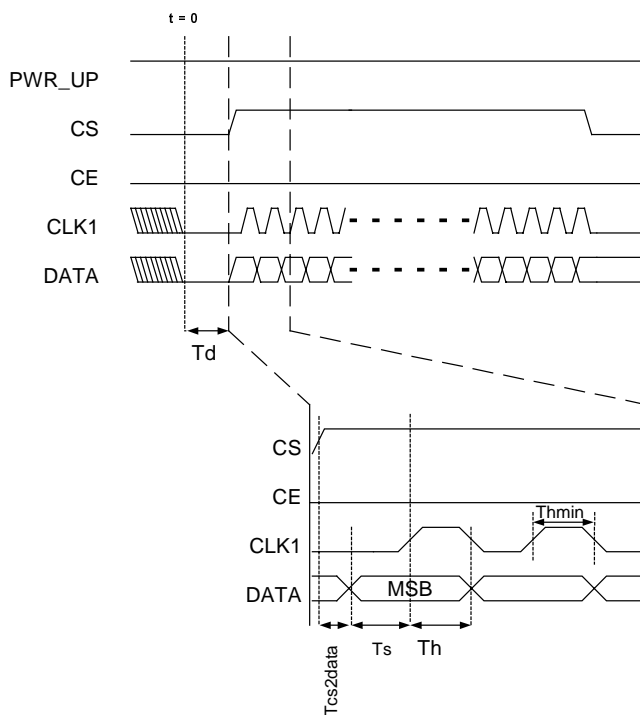 t = 0
PWR_UP
CS
CE
CLK1
DATA
Td
CS
CE
Thmin
CLK1
MSB
DATA
Tcs2data
Ts
Th